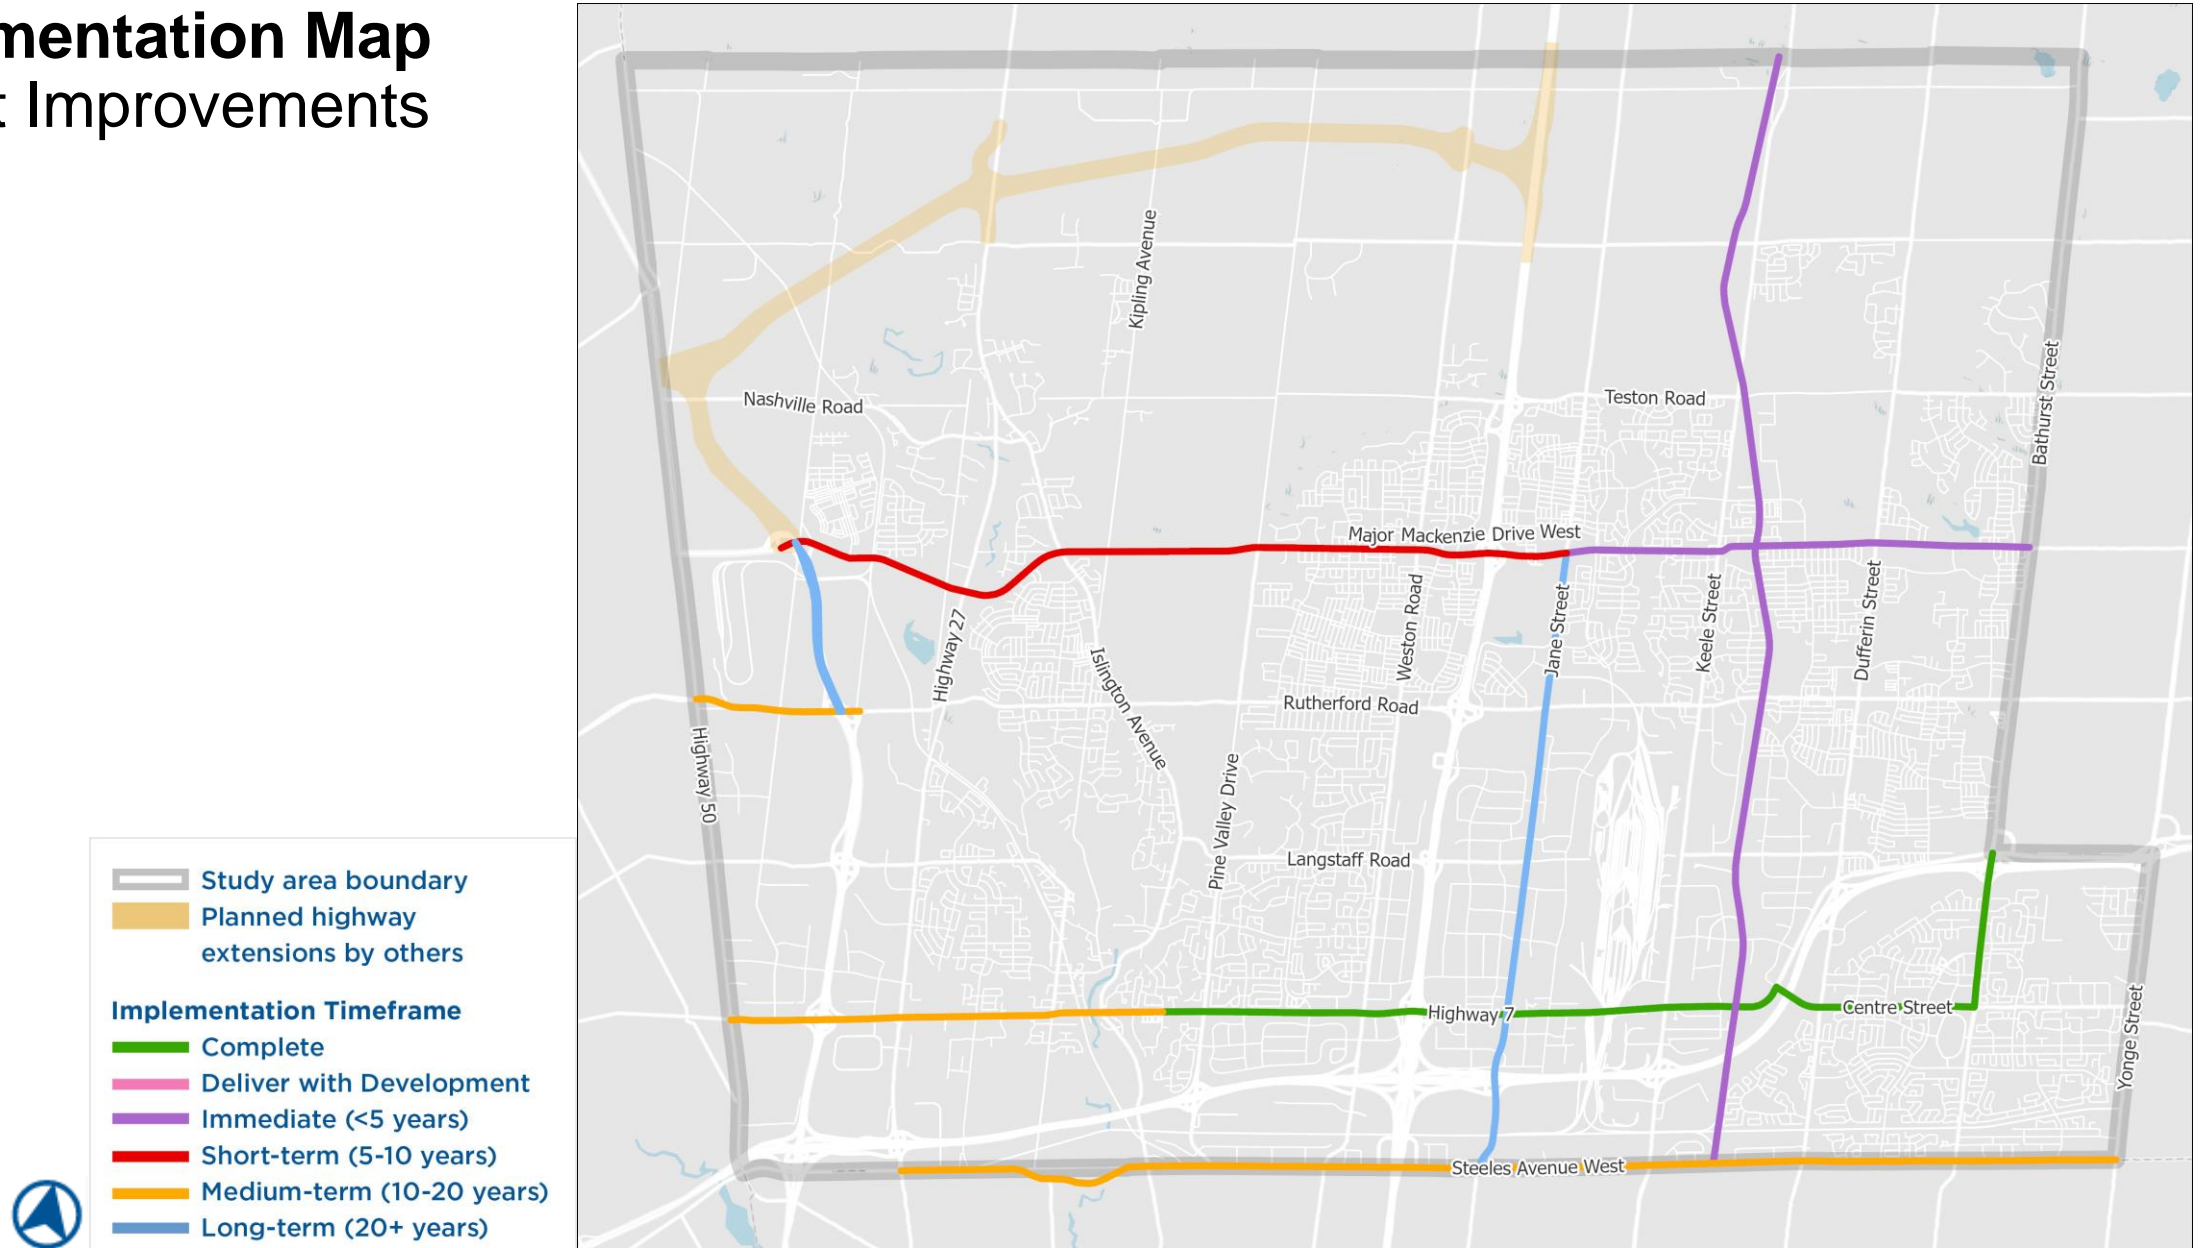 mentation Map
t Improvements
Kipling Avenue
Nashville Road
Teston Road
Bathurst Street
Major Mackenzie Drive West
Highway 27
Islington Avenue
Weston Road
Jane Street
Keele Street
Dufferin Street
Rutherford Road
Highway 50
Pine Valley Drive
Langstaff Road
Highway 7
Centre Street
Yonge Street
Steeles Avenue West
Study area boundary
Planned highway
extensions by others
Implementation Timeframe
Complete
Deliver with Development
Immediate (<5 years)
Short-term (5-10 years)
Medium-term (10-20 years)
Long-term (20+ years)